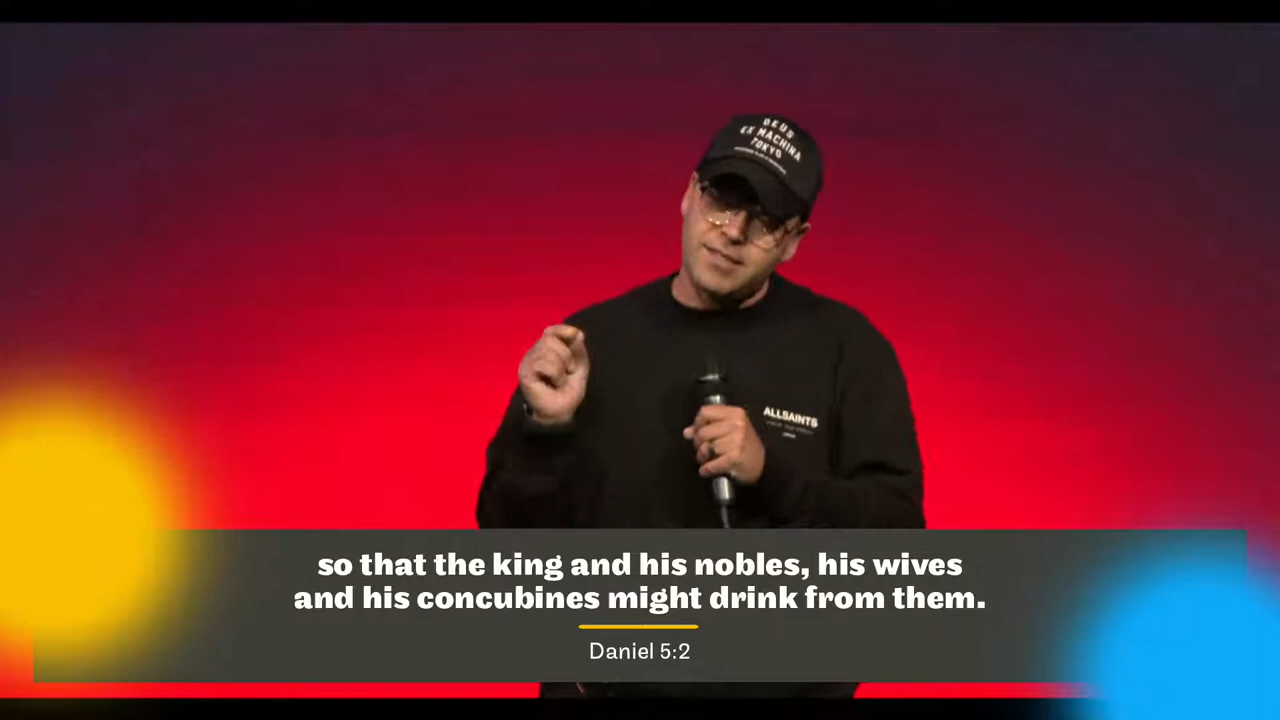 DEUS
EX MACHINA
TOKYO
ALLSAINTS
so that the king and his nobles, his wives
and his concubines might drink from them.
Daniel 5:2